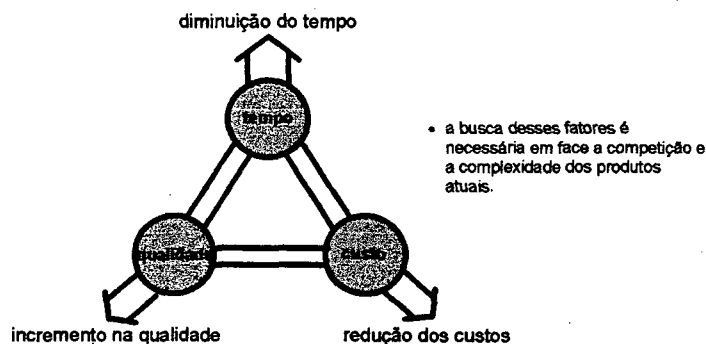 diminuição do tempo
tempo
• a busca desses fatores é
necessária em face a competição e
a complexidade dos produtos
atuais.
qualidade
custo
incremento na qualidade
redução dos custos